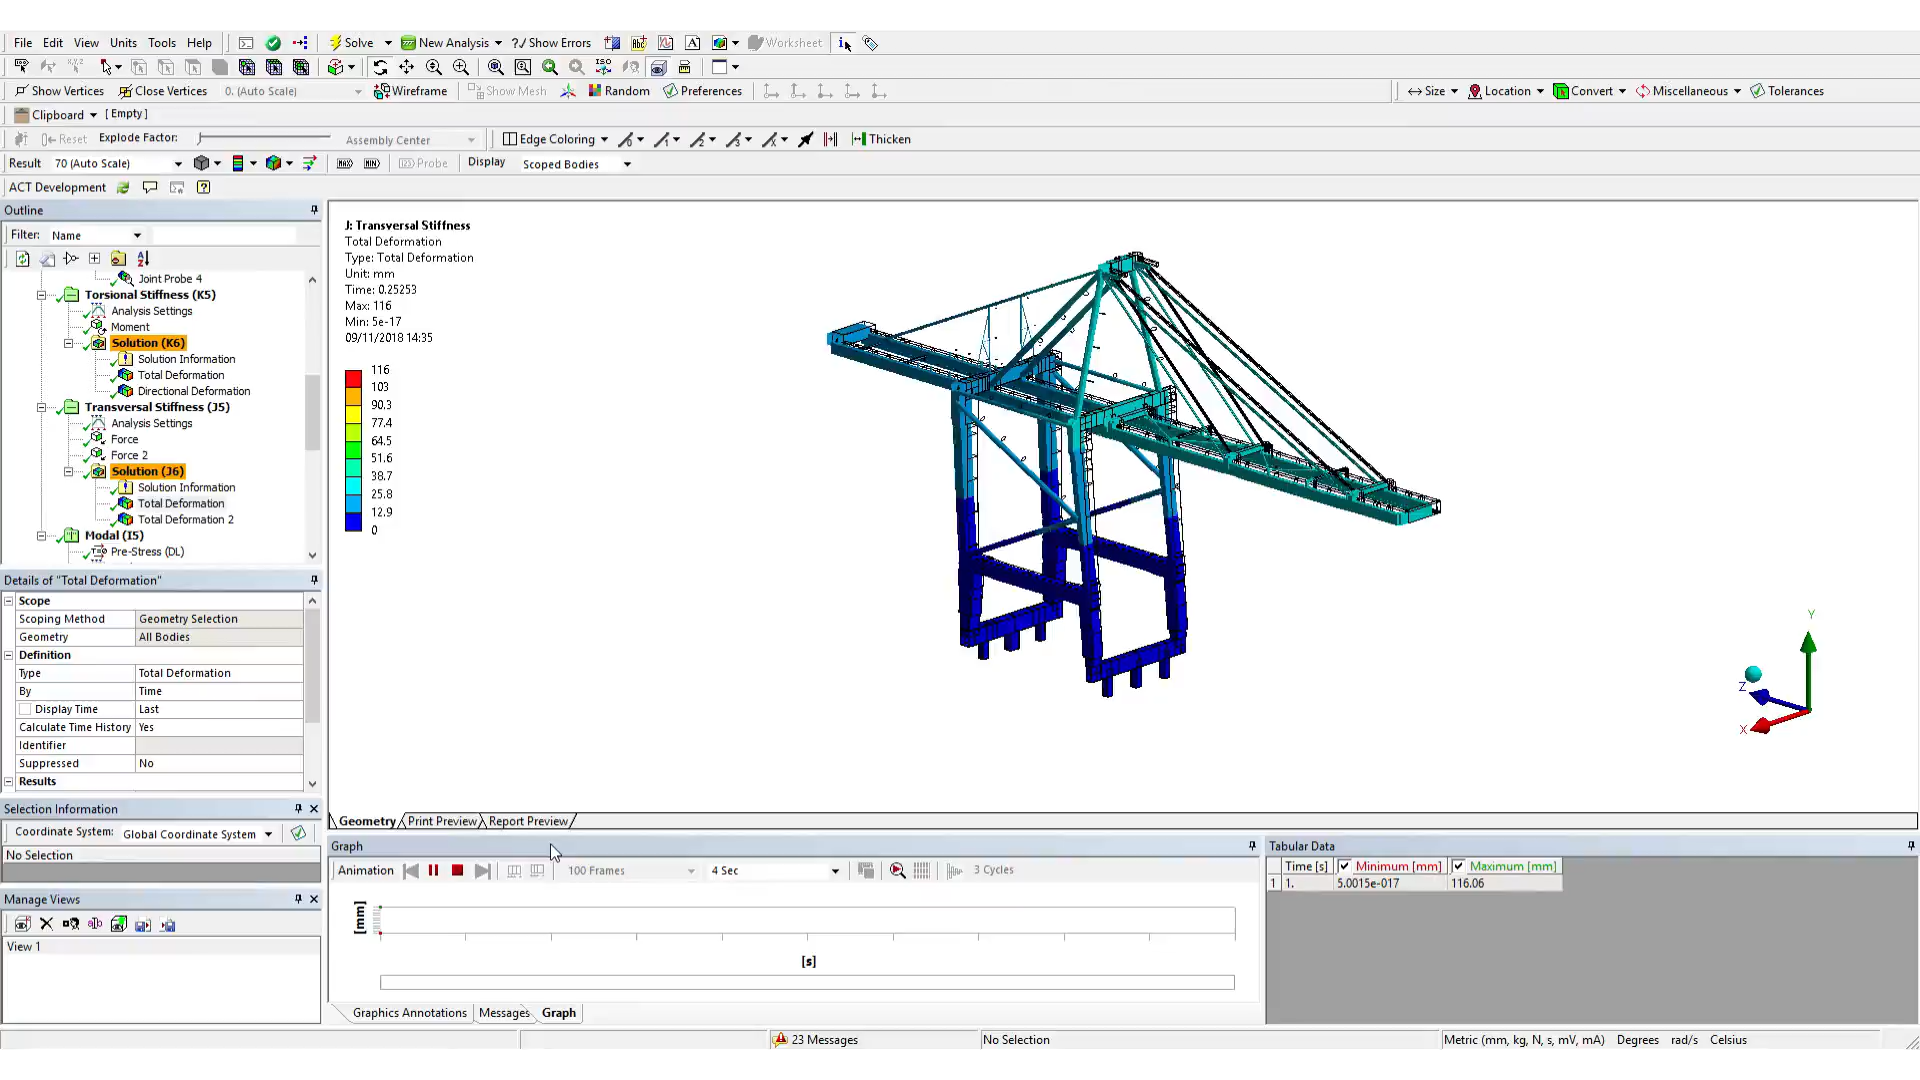 File Edit View Units Tools Help Solve New Analysis ?/ Show Errors Worksheet
Show Vertices Close Vertices 0. (Auto Scale) Wireframe Show Mesh Random Preferences Size Location Convert Miscellaneous Tolerances
Clipboard [ Empty ]
Reset Explode Factor: Assembly Center Edge Coloring Thicken
Result 70 (Auto Scale) MAX MIN Probe Display Scoped Bodies
ACT Development
Outline
Filter: Name
Joint Probe 4
Torsional Stiffness (K5)
Analysis Settings
Moment
Solution (K6)
Solution Information
Total Deformation
Directional Deformation
Transversal Stiffness (J5)
Analysis Settings
Force
Force 2
Solution (J6)
Solution Information
Total Deformation
Total Deformation 2
Modal (I5)
Pre-Stress (DL)
Details of "Total Deformation"
Scope
Scoping Method Geometry Selection
Geometry All Bodies
Definition
Type Total Deformation
By Time
Display Time Last
Calculate Time History Yes
Identifier
Suppressed No
Results
Selection Information
Coordinate System: Global Coordinate System
No Selection
Manage Views
View 1
J: Transversal Stiffness
Total Deformation
Type: Total Deformation
Unit: mm
Time: 0.25253
Max: 116
Min: 5e-17
09/11/2018 14:35
116
103
90.3
77.4
64.5
51.6
38.7
25.8
12.9
0
Y
Z
X
Geometry Print Preview Report Preview
Graph
Animation 100 Frames 4 Sec 3 Cycles
[mm]
[s]
Graphics Annotations Messages Graph
Tabular Data
Time [s] Minimum [mm] Maximum [mm]
1 1. 5.0015e-017 116.06
23 Messages No Selection Metric (mm, kg, N, s, mV, mA) Degrees rad/s Celsius